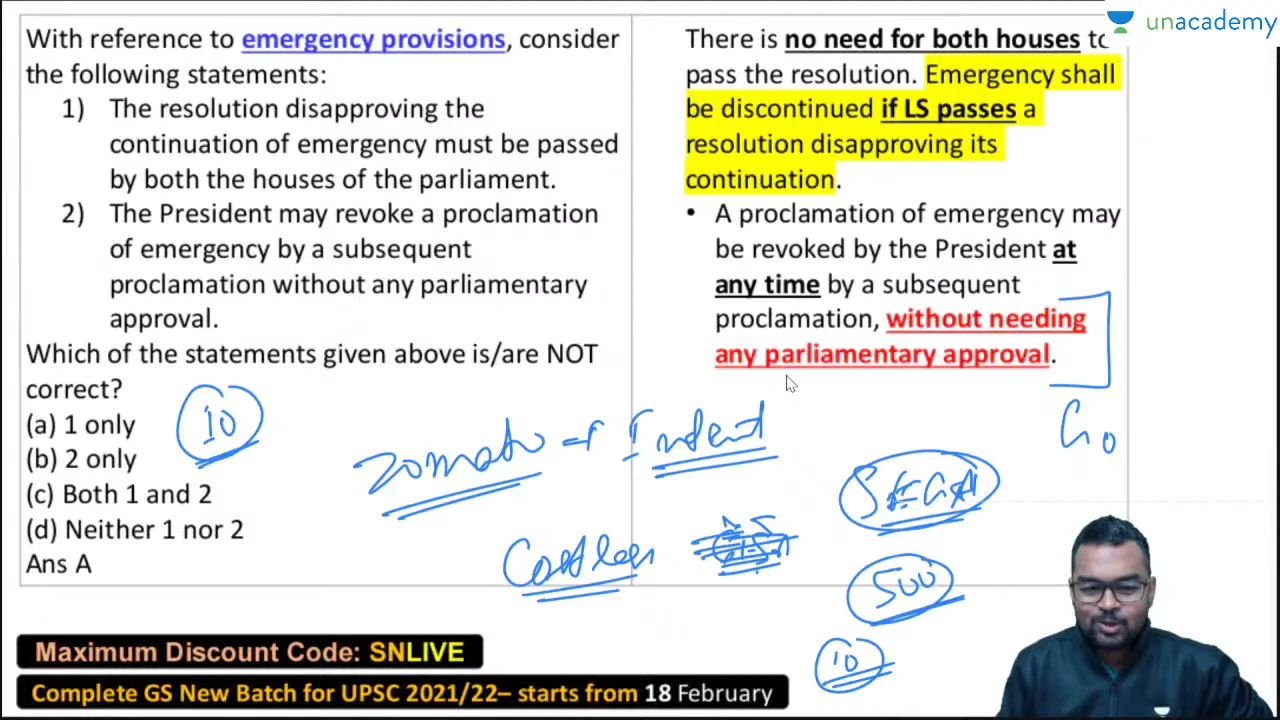 unacademy
With reference to emergency provisions, consider
the following statements:
1) The resolution disapproving the
continuation of emergency must be passed
by both the houses of the parliament.
2) The President may revoke a proclamation
of emergency by a subsequent
proclamation without any parliamentary
approval.
Which of the statements given above is/are NOT
correct?
(a) 1 only
(b) 2 only
(c) Both 1 and 2
(d) Neither 1 nor 2
Ans A
There is no need for both houses to
pass the resolution. Emergency shall
be discontinued if LS passes a
resolution disapproving its
continuation.
• A proclamation of emergency may
be revoked by the President at
any time by a subsequent
proclamation, without needing
any parliamentary approval.
10
Zomato
500
10
Maximum Discount Code: SNLIVE
Complete GS New Batch for UPSC 2021/22– starts from 18 February